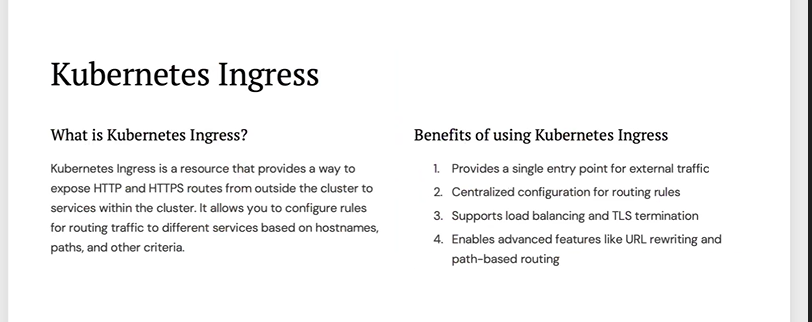 Kubernetes Ingress
What is Kubernetes Ingress?
Kubernetes Ingress is a resource that provides a way to
expose HTTP and HTTPS routes from outside the cluster to
services within the cluster. It allows you to configure rules
for routing traffic to different services based on hostnames,
paths, and other criteria.
Benefits of using Kubernetes Ingress
1. Provides a single entry point for external traffic
2. Centralized configuration for routing rules
3. Supports load balancing and TLS termination
4. Enables advanced features like URL rewriting and
path-based routing